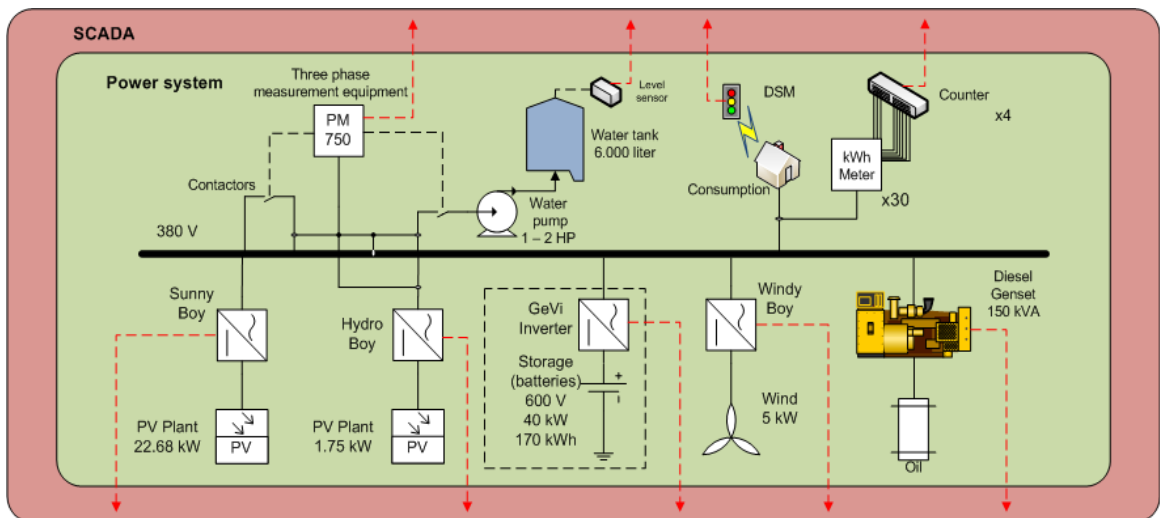 SCADA
Power system
Three phase
measurement equipment
PM
750
Level
sensor
DSM
Counter
x4
Water tank
6.000 liter
kWh
Meter
Contactors
Consumption
x30
Water
pump
1 – 2 HP
380 V
Sunny
Boy
Hydro
Boy
GeVi
Inverter
Windy
Boy
Diesel
Genset
150 kVA
Storage
(batteries)
600 V
40 kW
170 kWh
+
-
Wind
5 kW
PV Plant
22.68 kW
PV
PV Plant
1.75 kW
PV
Oil